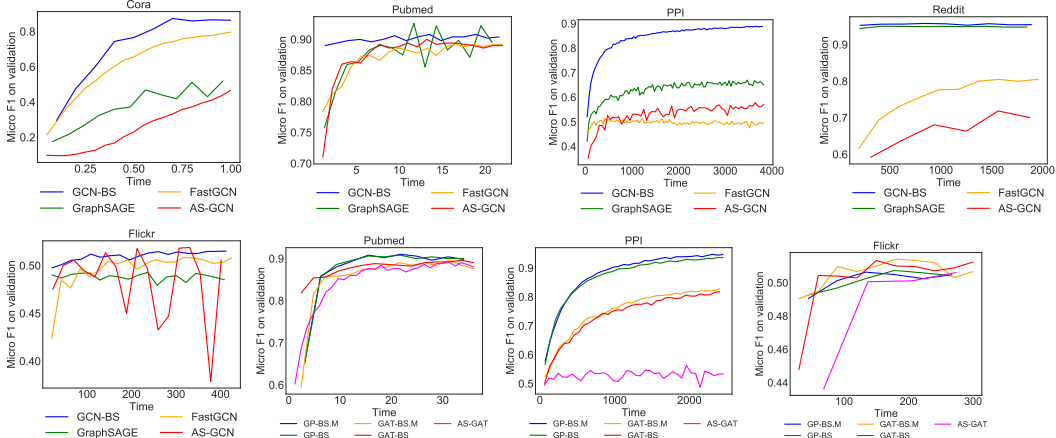 Cora
Micro F1 on validation
0.8
0.6
0.4
0.2
0.25 0.50 0.75 1.00
Time
GCN-BS FastGCN
GraphSAGE AS-GCN
Pubmed
Micro F1 on validation
0.90
0.85
0.80
0.75
0.70
5 10 15 20
Time
GCN-BS FastGCN
GraphSAGE AS-GCN
PPI
Micro F1 on validation
0.9
0.8
0.7
0.6
0.5
0.4
0 1000 2000 3000 4000
Time
GCN-BS FastGCN
GraphSAGE AS-GCN
Reddit
Micro F1 on validation
0.9
0.8
0.7
0.6
500 1000 1500 2000
Time
GCN-BS FastGCN
GraphSAGE AS-GCN
Flickr
Micro F1 on validation
0.50
0.45
0.40
100 200 300 400
Time
GCN-BS FastGCN
GraphSAGE AS-GCN
Pubmed
Micro F1 on validation
0.9
0.8
0.7
0.6
0 10 20 30
Time
GP-BS.M GAT-BS.M AS-GAT
GP-BS GAT-BS
PPI
Micro F1 on validation
0.9
0.8
0.7
0.6
0.5
0 1000 2000
Time
GP-BS.M GAT-BS.M AS-GAT
GP-BS GAT-BS
Flickr
Micro F1 on validation
0.50
0.48
0.46
0.44
100 200 300
Time
GP-BS.M GAT-BS.M AS-GAT
GP-BS GAT-BS